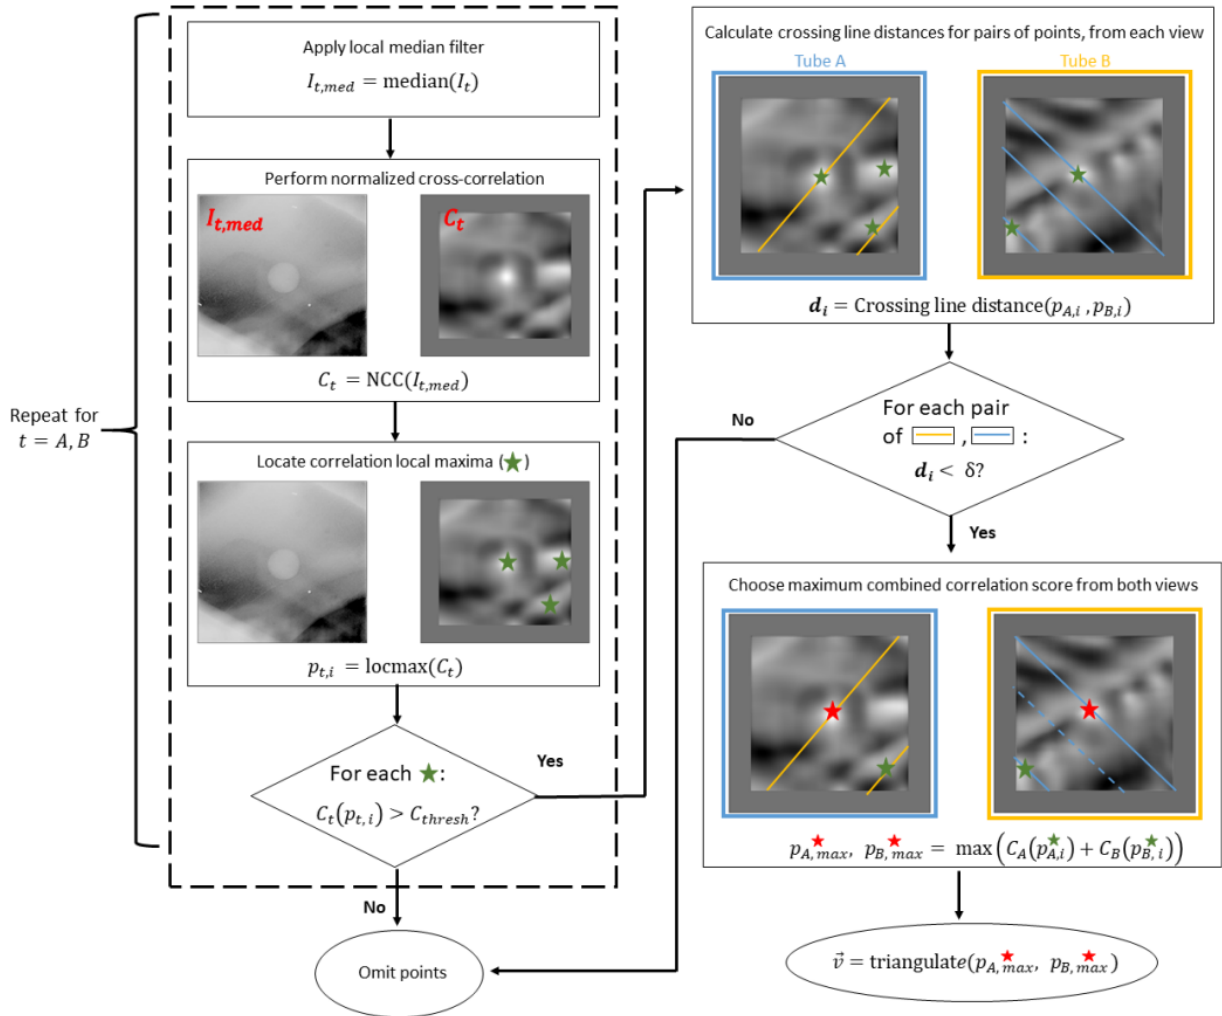 Repeat for
t = A, B
Apply local median filter
I_{t,med} = median(I_t)
Perform normalized cross-correlation
I_{t,med}
C_t
C_t = NCC(I_{t,med})
Locate correlation local maxima (★)
p_{t,i} = locmax(C_t)
For each ★:
C_t(p_{t,i}) > C_{thresh}?
Yes
No
Omit points
Calculate crossing line distances for pairs of points, from each view
Tube A
Tube B
d_i = Crossing line distance(p_{A,i} , p_{B,i})
For each pair
of , :
d_i < δ?
No
Yes
Choose maximum combined correlation score from both views
p_{A,max}^★, p_{B,max}^★ = max(C_A(p_{A,i}^★) + C_B(p_{B,i}^★))
v⃗ = triangulate(p_{A,max}^★, p_{B,max}^★)